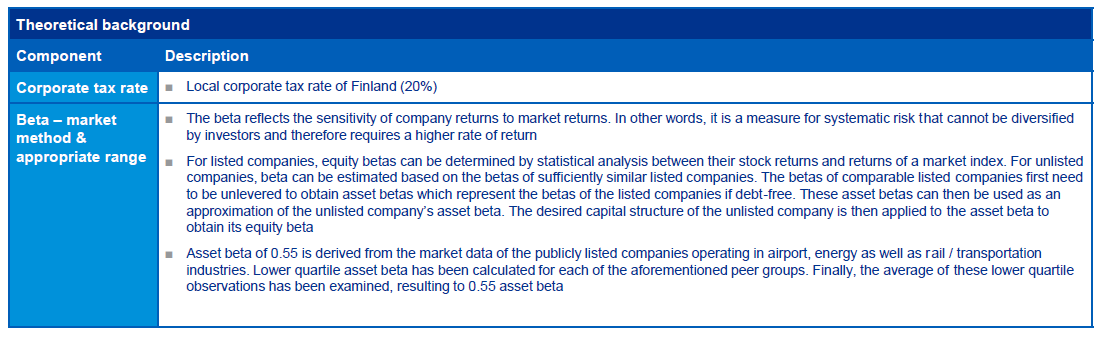 Theoretical background
Component Description
Corporate tax rate ■ Local corporate tax rate of Finland (20%)
Beta – market method & appropriate range
■ The beta reflects the sensitivity of company returns to market returns. In other words, it is a measure for systematic risk that cannot be diversified
by investors and therefore requires a higher rate of return
■ For listed companies, equity betas can be determined by statistical analysis between their stock returns and returns of a market index. For unlisted
companies, beta can be estimated based on the betas of sufficiently similar listed companies. The betas of comparable listed companies first need
to be unlevered to obtain asset betas which represent the betas of the listed companies if debt-free. These asset betas can then be used as an
approximation of the unlisted company's asset beta. The desired capital structure of the unlisted company is then applied to the asset beta to
obtain its equity beta
■ Asset beta of 0.55 is derived from the market data of the publicly listed companies operating in airport, energy as well as rail / transportation
industries. Lower quartile asset beta has been calculated for each of the aforementioned peer groups. Finally, the average of these lower quartile
observations has been examined, resulting to 0.55 asset beta